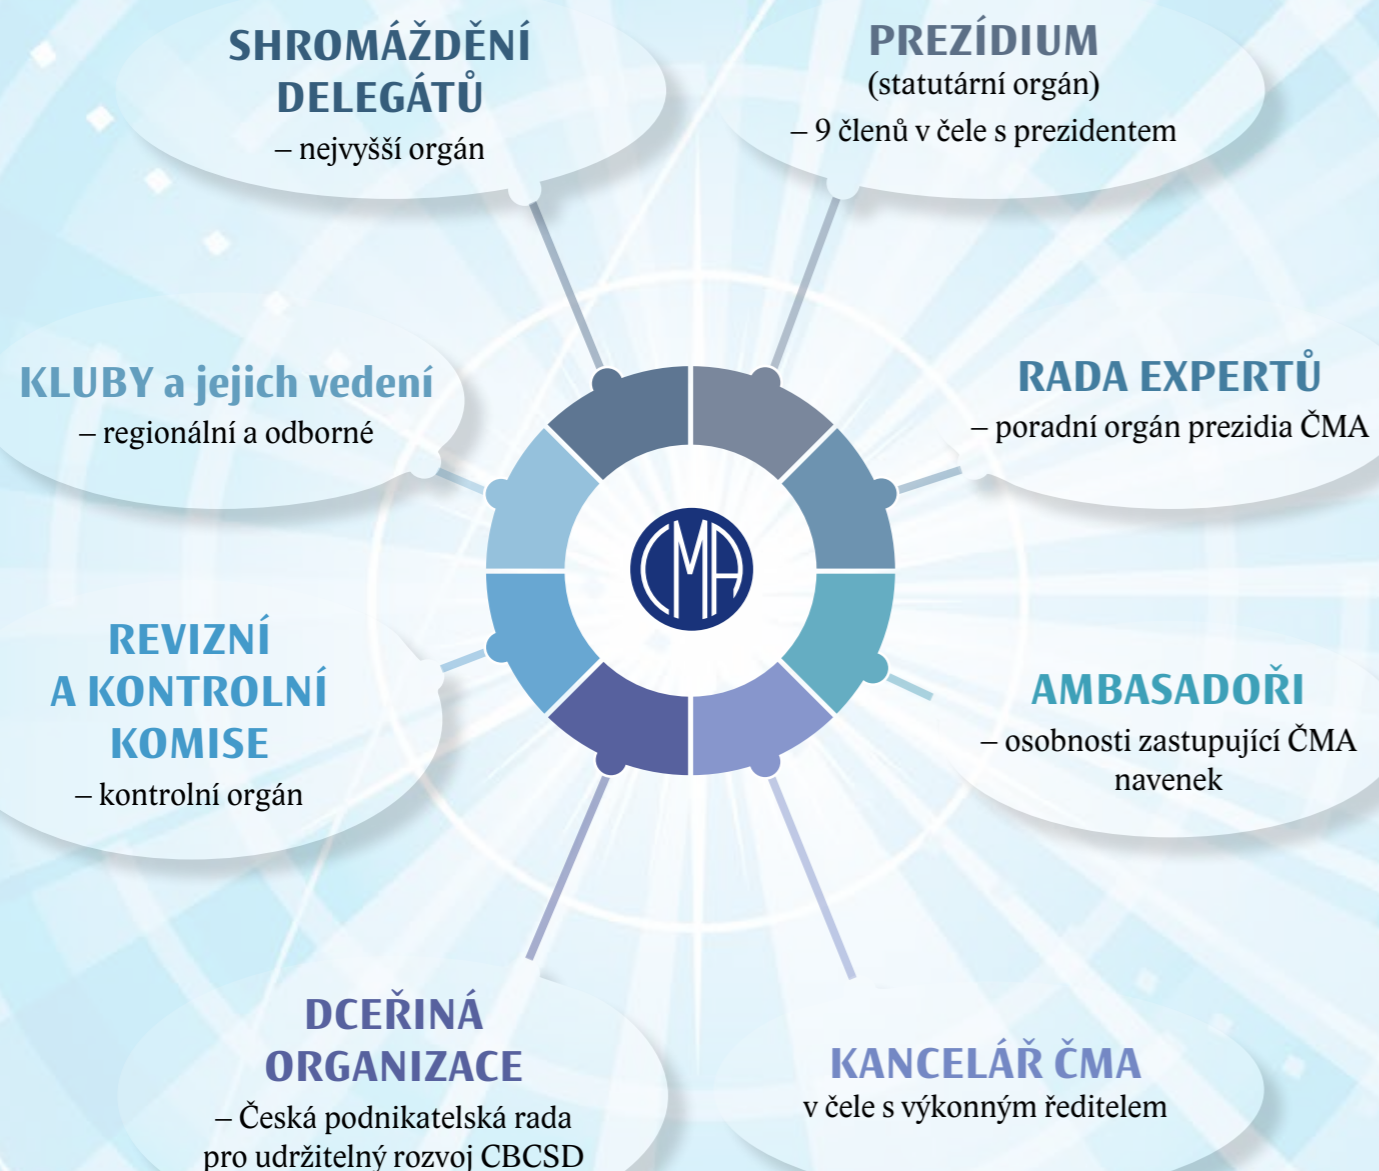 SHROMÁŽDĚNÍ
DELEGÁTŮ
– nejvyšší orgán
PREZÍDIUM
(statutární orgán)
– 9 členů v čele s prezidentem
KLUBY a jejich vedení
– regionální a odborné
RADA EXPERTŮ
– poradní orgán prezidia ČMA
CMA
REVIZNÍ
A KONTROLNÍ
KOMISE
– kontrolní orgán
AMBASADOŘI
– osobnosti zastupující ČMA
navenek
DCEŘINÁ
ORGANIZACE
– Česká podnikatelská rada
pro udržitelný rozvoj CBCSD
KANCELÁŘ ČMA
v čele s výkonným ředitelem